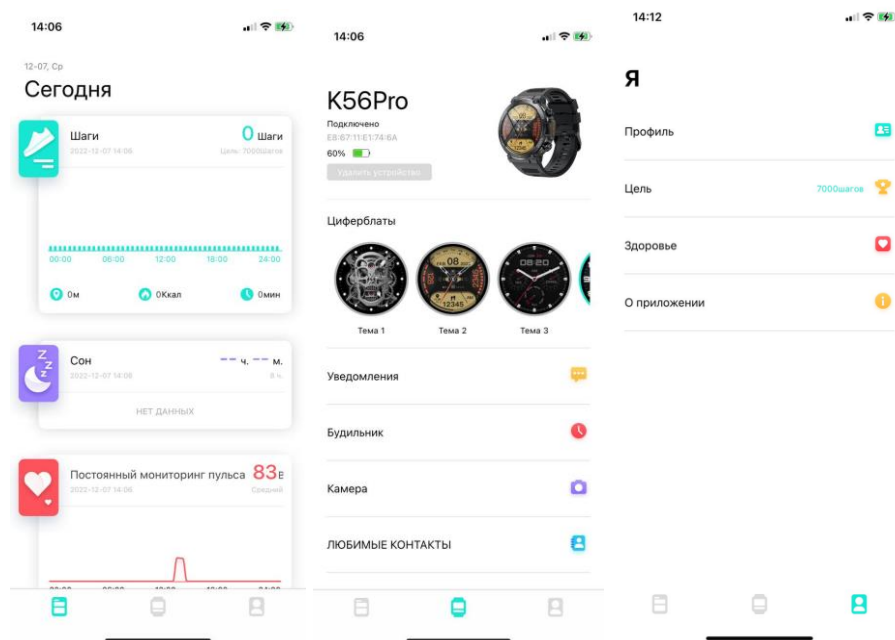 14:06
12-07, Ср
Сегодня
Шаги
0 Шаги
2022-12-07 14:06
Цель: 7000шагов
00:00 06:00 12:00 18:00 24:00
0м
0Ккал
0мин
Сон
-- ч. -- м.
2022-12-07 14:06
8 ч.
НЕТ ДАННЫХ
Постоянный мониторинг пульса 83
2022-12-07 14:06
Средний
14:06
K56Pro
Подключено
E8:67:11:E1:74:6A
60%
Удалить устройство
Циферблаты
Тема 1
Тема 2
Тема 3
Уведомления
Будильник
Камера
ЛЮБИМЫЕ КОНТАКТЫ
14:12
Я
Профиль
Цель
7000шагов
Здоровье
О приложении